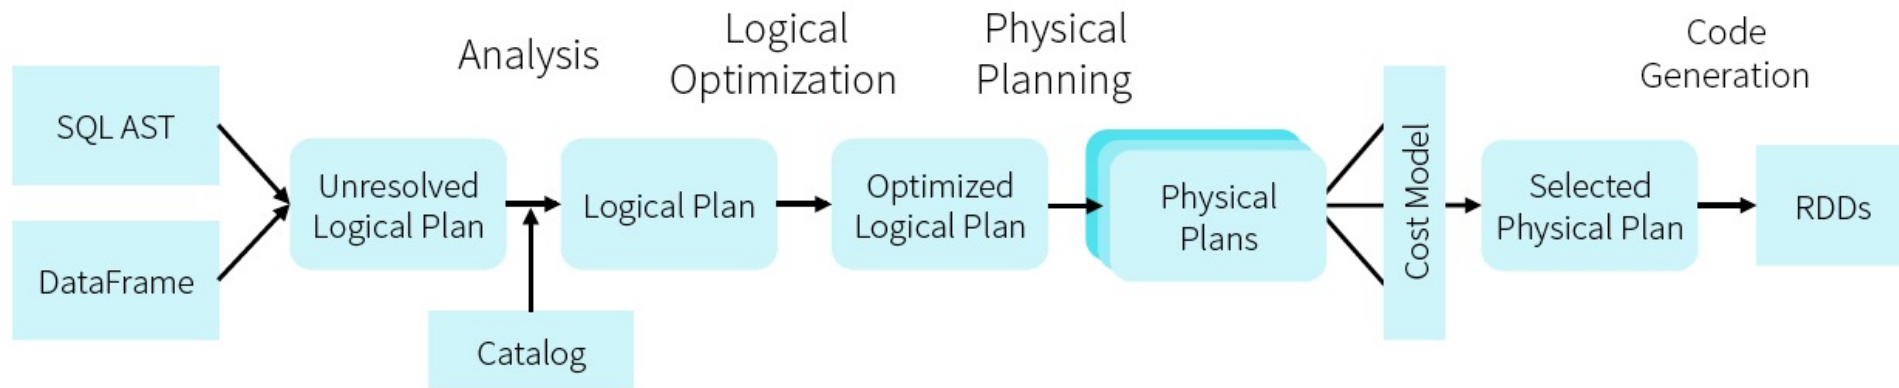 Analysis
Logical
Optimization
Physical
Planning
Code
Generation
SQL AST
DataFrame
Unresolved
Logical Plan
Catalog
Logical Plan
Optimized
Logical Plan
Physical
Plans
Cost Model
Selected
Physical Plan
RDDs